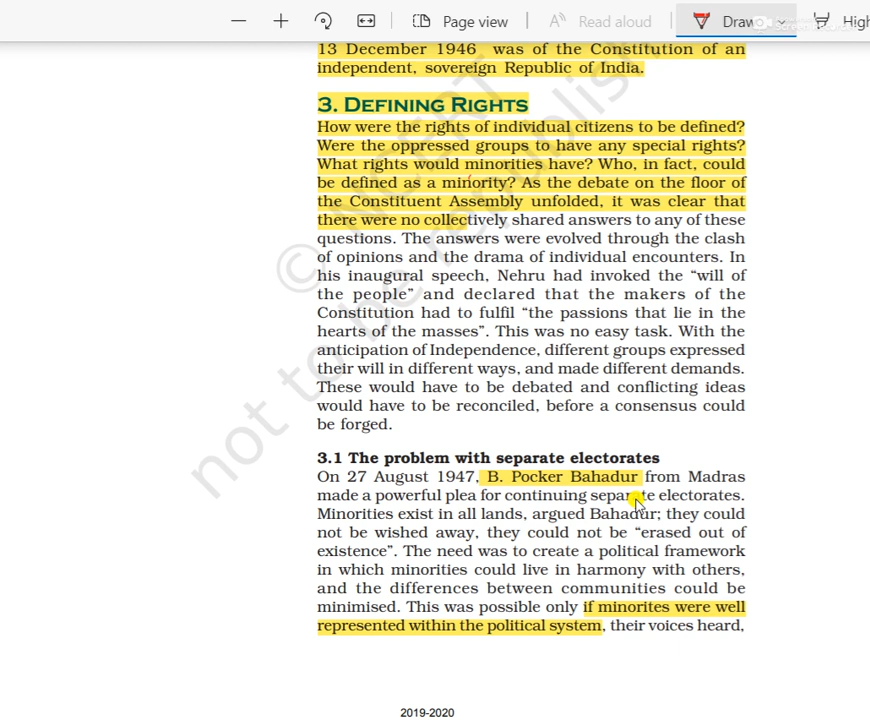 Page view
Read aloud
Draw
High
13 December 1946 was of the Constitution of an
independent, sovereign Republic of India.
3. DEFINING RIGHTS
How were the rights of individual citizens to be defined?
Were the oppressed groups to have any special rights?
What rights would minorities have? Who, in fact, could
be defined as a minority? As the debate on the floor of
the Constituent Assembly unfolded, it was clear that
there were no collectively shared answers to any of these
questions. The answers were evolved through the clash
of opinions and the drama of individual encounters. In
his inaugural speech, Nehru had invoked the “will of
the people” and declared that the makers of the
Constitution had to fulfil “the passions that lie in the
hearts of the masses”. This was no easy task. With the
anticipation of Independence, different groups expressed
their will in different ways, and made different demands.
These would have to be debated and conflicting ideas
would have to be reconciled, before a consensus could
be forged.
3.1 The problem with separate electorates
On 27 August 1947, B. Pocker Bahadur from Madras
made a powerful plea for continuing separate electorates.
Minorities exist in all lands, argued Bahadur; they could
not be wished away, they could not be “erased out of
existence”. The need was to create a political framework
in which minorities could live in harmony with others,
and the differences between communities could be
minimised. This was possible only if minorites were well
represented within the political system, their voices heard,
© NCERT
not to be republish
2019-2020